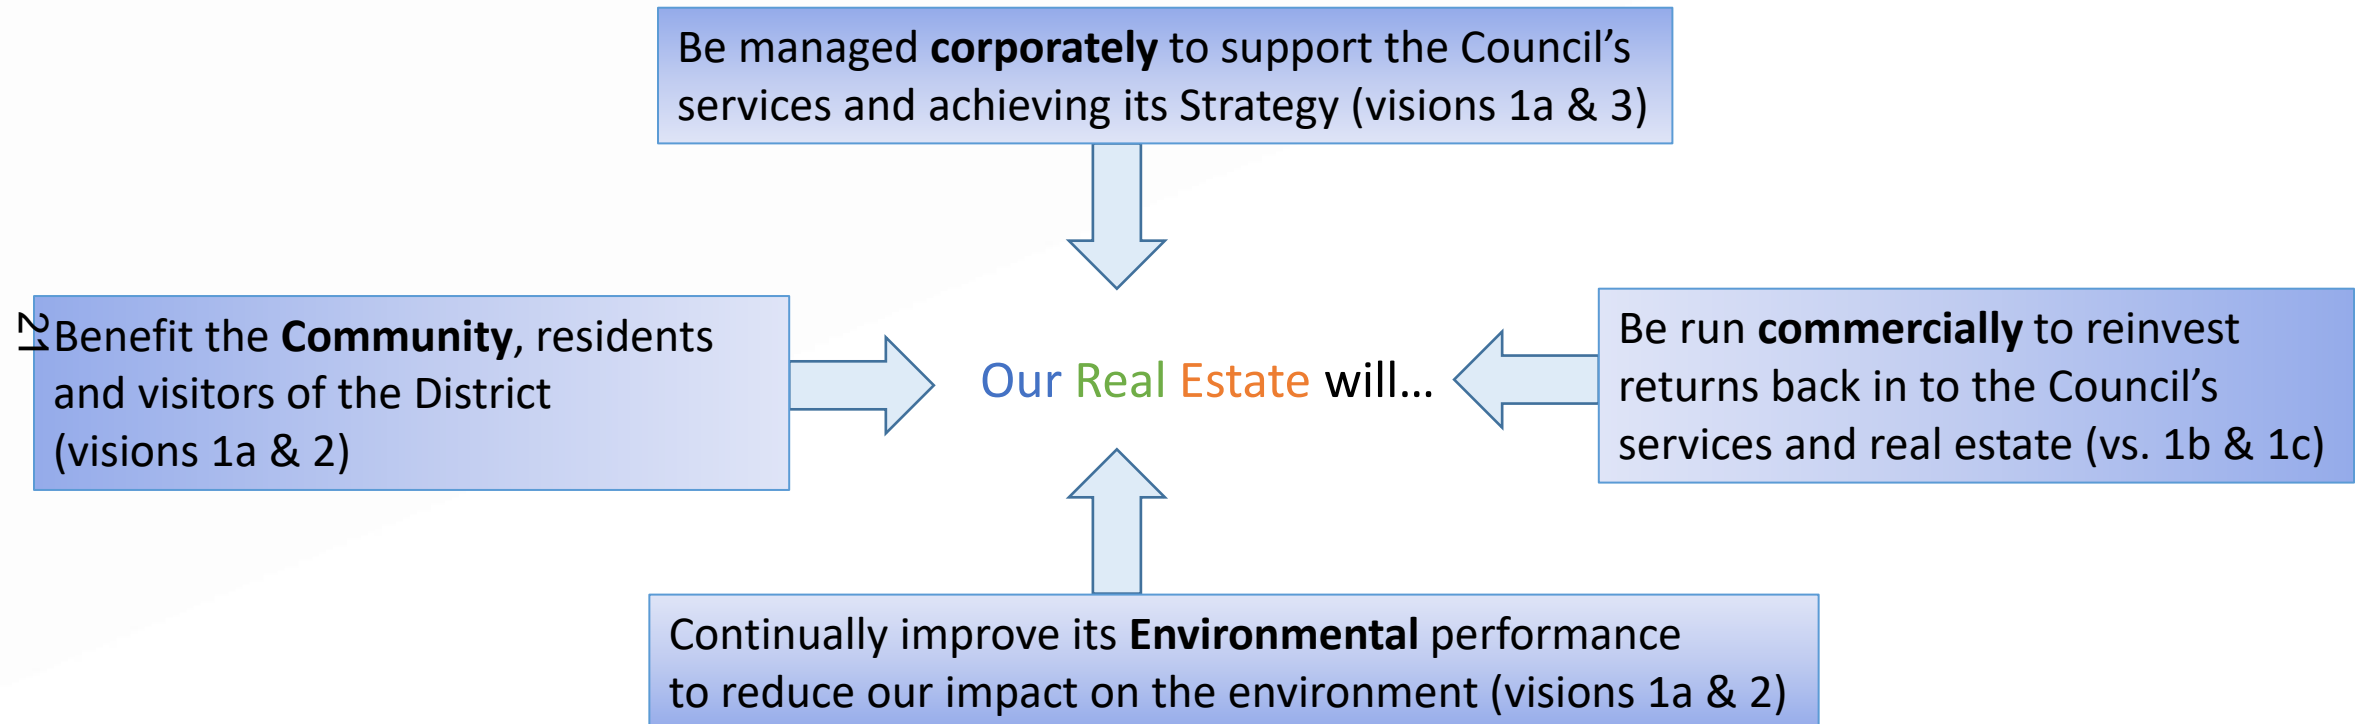 Be managed corporately to support the Council’s
services and achieving its Strategy (visions 1a & 3)
21
Benefit the Community, residents
and visitors of the District
(visions 1a & 2)
Our Real Estate will...
Be run commercially to reinvest
returns back in to the Council’s
services and real estate (vs. 1b & 1c)
Continually improve its Environmental performance
to reduce our impact on the environment (visions 1a & 2)